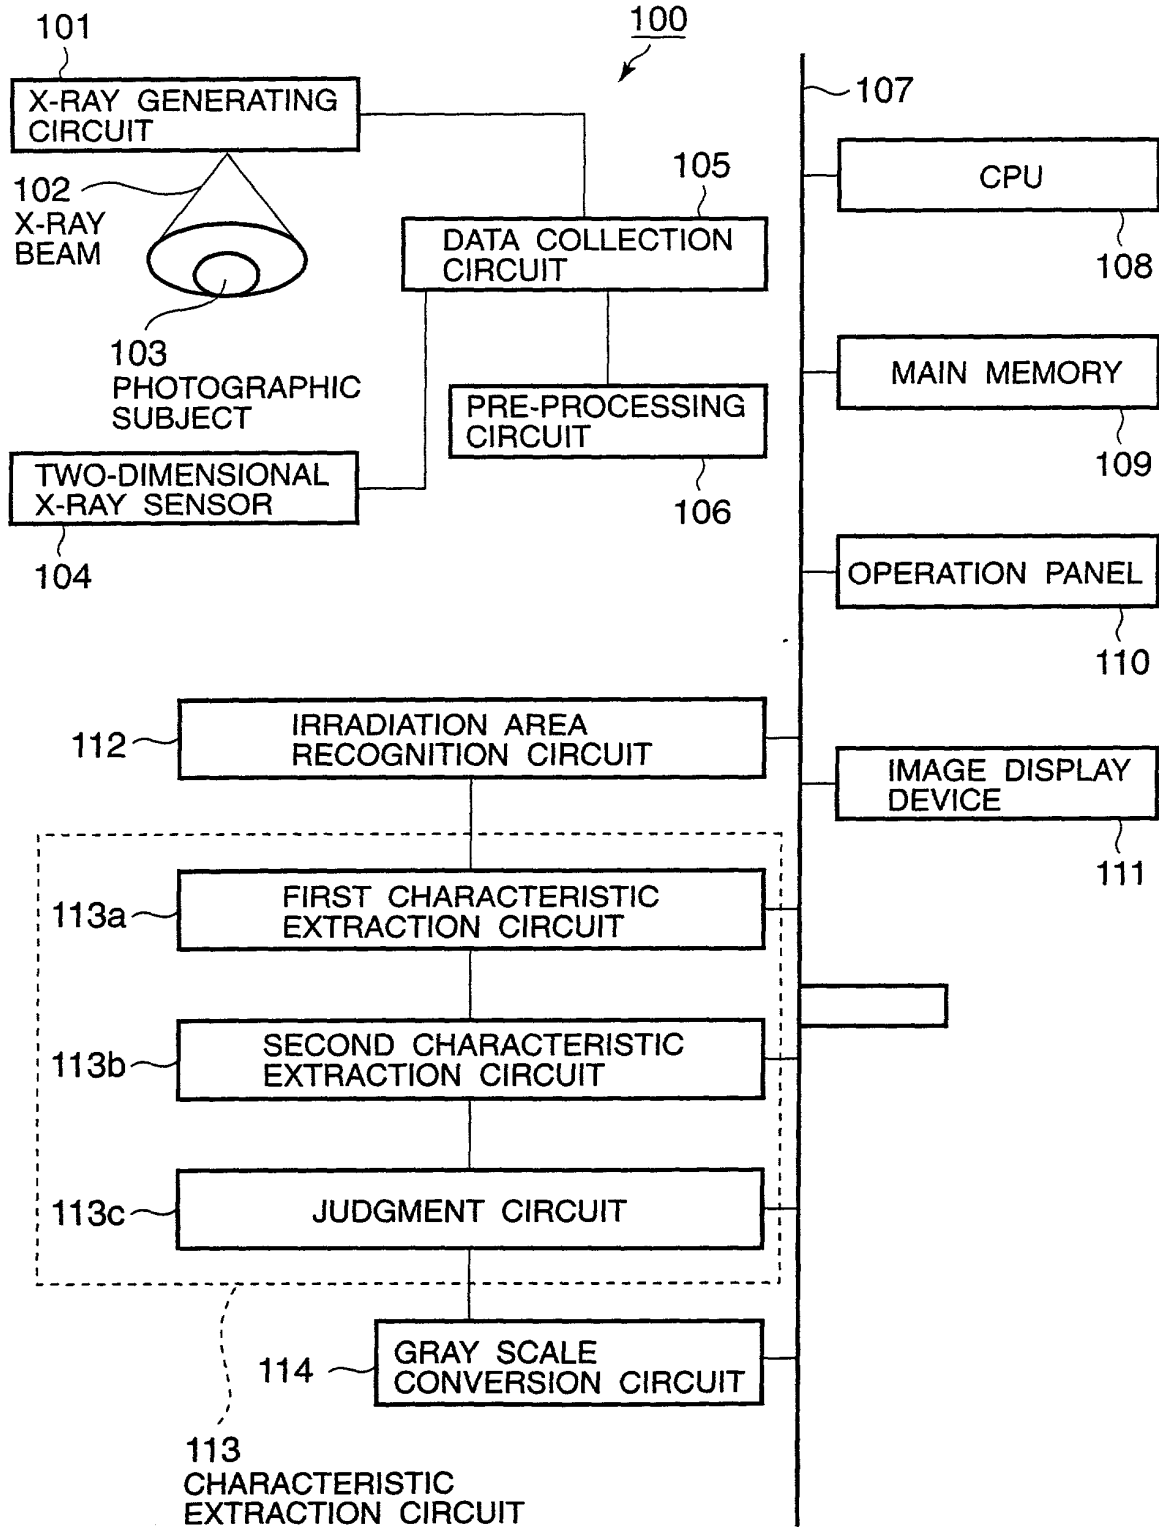 100
101
X-RAY GENERATING
CIRCUIT
107
102
X-RAY
BEAM
105
DATA COLLECTION
CIRCUIT
CPU
108
103
PHOTOGRAPHIC
SUBJECT
PRE-PROCESSING
CIRCUIT
106
MAIN MEMORY
109
TWO-DIMENSIONAL
X-RAY SENSOR
104
OPERATION PANEL
110
112
IRRADIATION AREA
RECOGNITION CIRCUIT
IMAGE DISPLAY
DEVICE
111
113a
FIRST CHARACTERISTIC
EXTRACTION CIRCUIT
113b
SECOND CHARACTERISTIC
EXTRACTION CIRCUIT
113c
JUDGMENT CIRCUIT
114
GRAY SCALE
CONVERSION CIRCUIT
113
CHARACTERISTIC
EXTRACTION CIRCUIT